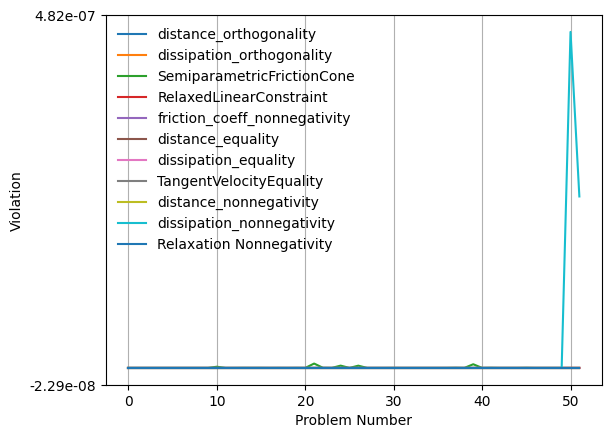 4.82e-07
distance_orthogonality
dissipation_orthogonality
SemiparametricFrictionCone
RelaxedLinearConstraint
friction_coeff_nonnegativity
distance_equality
dissipation_equality
TangentVelocityEquality
distance_nonnegativity
dissipation_nonnegativity
Relaxation Nonnegativity
Violation
-2.29e-08
0 10 20 30 40 50
Problem Number